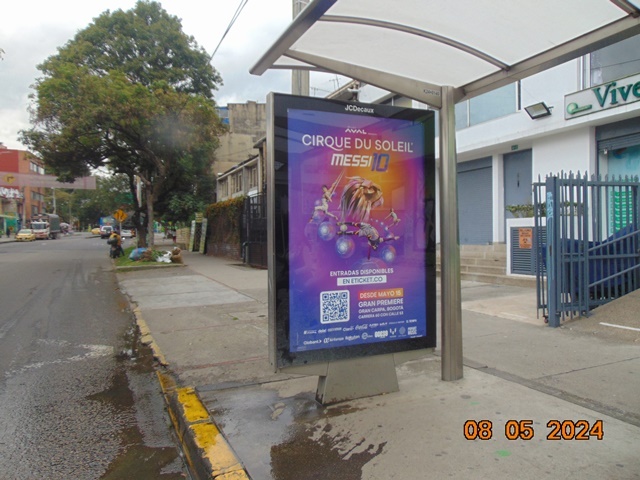 JCDecaux
AVAL
CIRQUE DU SOLEIL
MESSI10
ENTRADAS DISPONIBLES
EN ETICKET.CO
DESDE MAYO 16
GRAN PREMIERE
GRAN CARPA, BOGOTÁ
Vive
08 05 2024